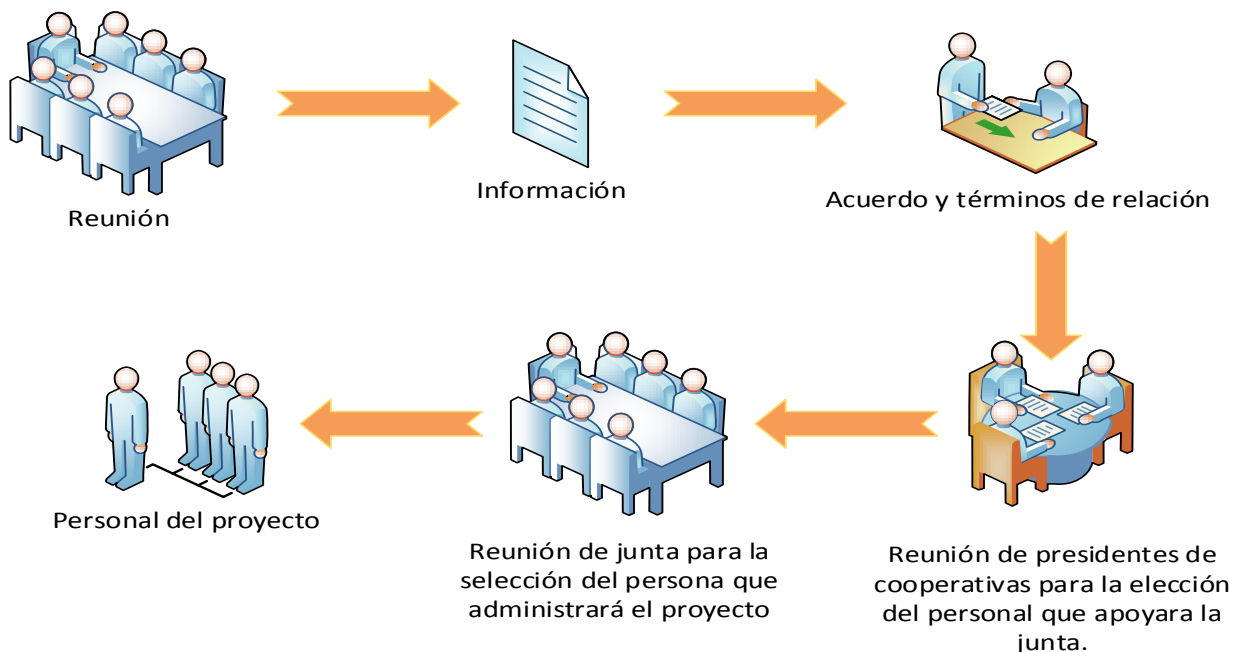 Reunión
Información
Acuerdo y términos de relación
Reunión de presidentes de
cooperativas para la elección
del personal que apoyara la
junta.
Reunión de junta para la
selección del persona que
administrará el proyecto
Personal del proyecto